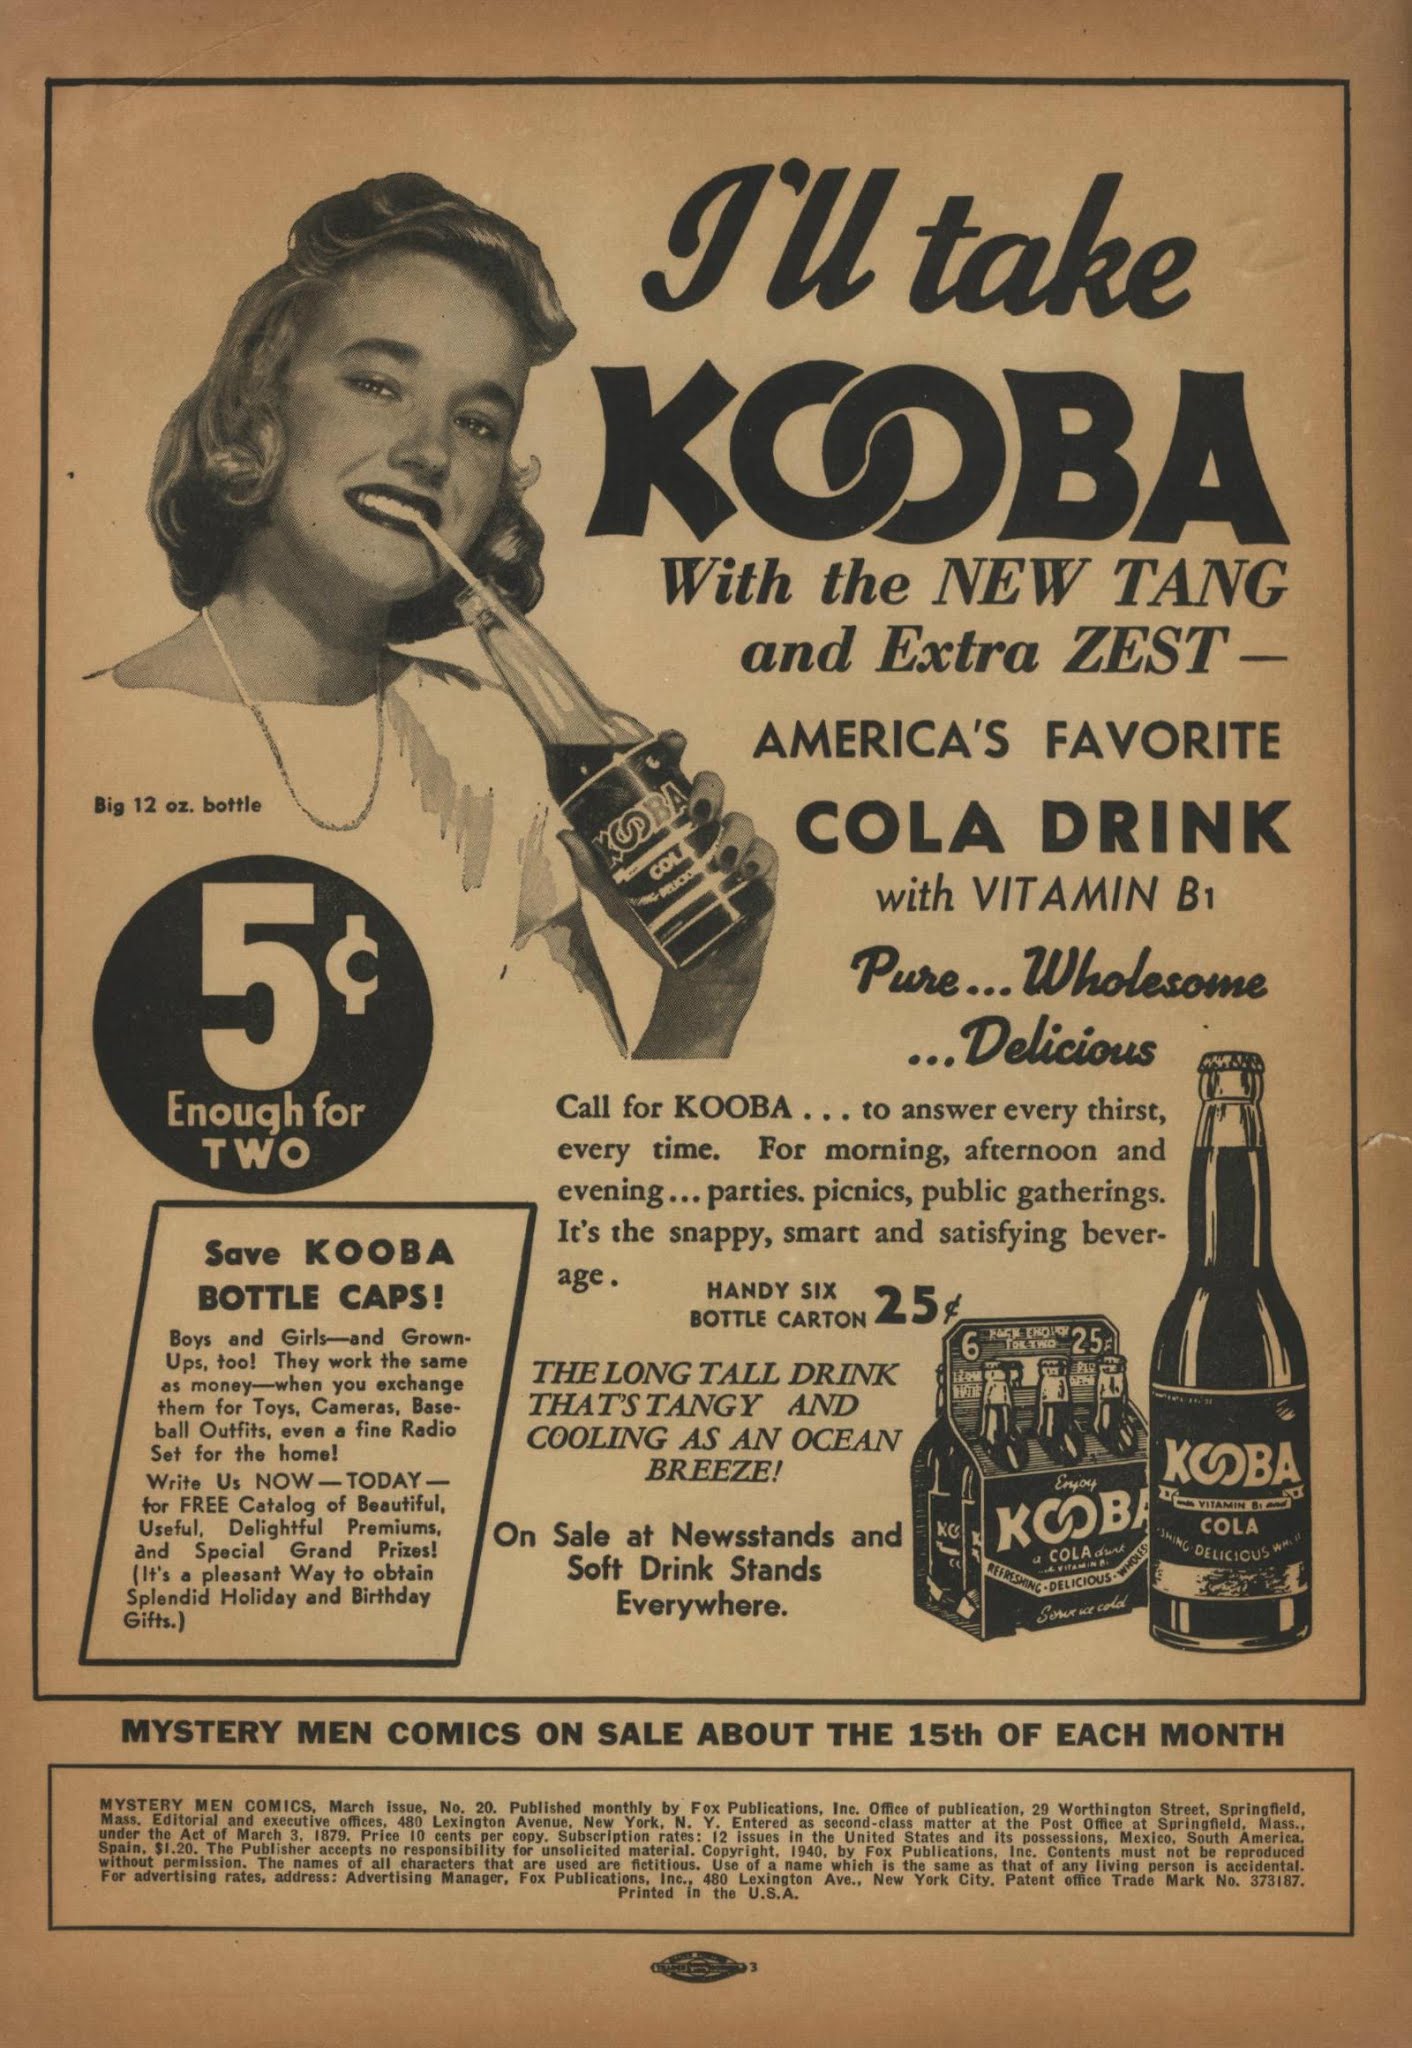 I'll take
KOOBA
With the NEW TANG
and Extra ZEST —
AMERICA'S FAVORITE
COLA DRINK
with VITAMIN B1
Pure... Wholesome
...Delicious
Big 12 oz. bottle
KOOBA
COLA
5¢
Enough for
TWO
Call for KOOBA . . . to answer every thirst,
every time. For morning, afternoon and
evening... parties. picnics, public gatherings.
It's the snappy, smart and satisfying bever-
age.
HANDY SIX
BOTTLE CARTON 25¢
THE LONG TALL DRINK
THAT'S TANGY AND
COOLING AS AN OCEAN
BREEZE!
On Sale at Newsstands and
Soft Drink Stands
Everywhere.
Save KOOBA
BOTTLE CAPS!
Boys and Girls—and Grown-
Ups, too! They work the same
as money—when you exchange
them for Toys, Cameras, Base-
ball Outfits, even a fine Radio
Set for the home!
Write Us NOW—TODAY—
for FREE Catalog of Beautiful,
Useful, Delightful Premiums,
and Special Grand Prizes!
(It's a pleasant Way to obtain
Splendid Holiday and Birthday
Gifts.)
6 25¢
Enjoy
KOOBA
a COLA drink
REFRESHING · DELICIOUS · WHOLES
Serve ice cold
KOOBA
VITAMIN B1
COLA
SHING · DELICIOUS
MYSTERY MEN COMICS ON SALE ABOUT THE 15th OF EACH MONTH
MYSTERY MEN COMICS, March issue, No. 20. Published monthly by Fox Publications, Inc. Office of publication, 29 Worthington Street, Springfield,
Mass. Editorial and executive offices, 480 Lexington Avenue, New York, N. Y. Entered as second-class matter at the Post Office at Springfield, Mass.,
under the Act of March 3, 1879. Price 10 cents per copy. Subscription rates: 12 issues in the United States and its possessions, Mexico, South America,
Spain, $1.20. The Publisher accepts no responsibility for unsolicited material. Copyright, 1940, by Fox Publications, Inc. Contents must not be reproduced
without permission. The names of all characters that are used are fictitious. Use of a name which is the same as that of any living person is accidental.
For advertising rates, address: Advertising Manager, Fox Publications, Inc., 480 Lexington Ave., New York City. Patent office Trade Mark No. 373187.
Printed in the U.S.A.
3